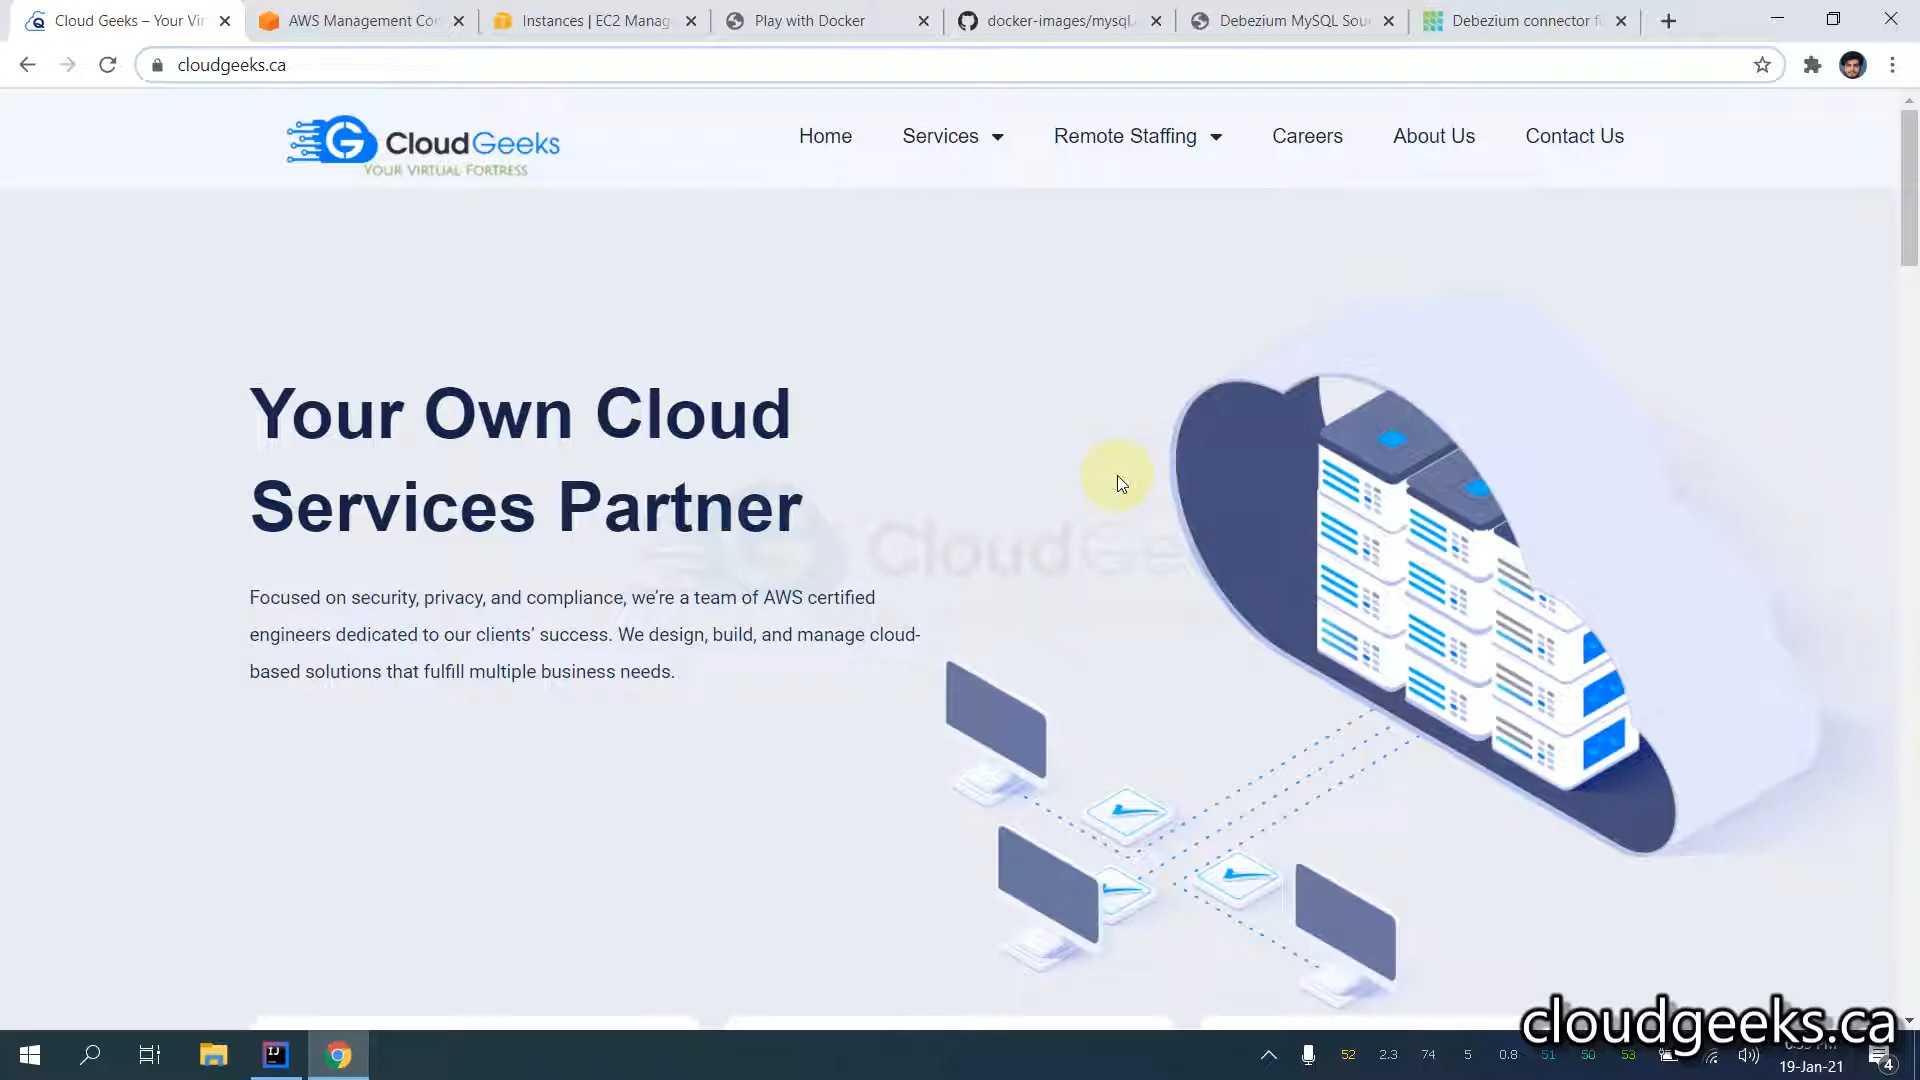 Cloud Geeks – Your Vir
AWS Management Co
Instances | EC2 Manag
Play with Docker
docker-images/mysql.
Debezium MySQL Sou
Debezium connector f
cloudgeeks.ca
CloudGeeks
YOUR VIRTUAL FORTRESS
Home
Services
Remote Staffing
Careers
About Us
Contact Us
Your Own Cloud
Services Partner
CloudGee
Focused on security, privacy, and compliance, we’re a team of AWS certified
engineers dedicated to our clients’ success. We design, build, and manage cloud-
based solutions that fulfill multiple business needs.
cloudgeeks.ca
52 2.3 74 5 0.8 51 50 53
19-Jan-21
4